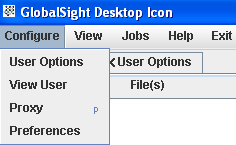 GlobalSight Desktop Icon
Configure View Jobs Help Exit
User Options
View User
Proxy p
Preferences
User Options
File(s)